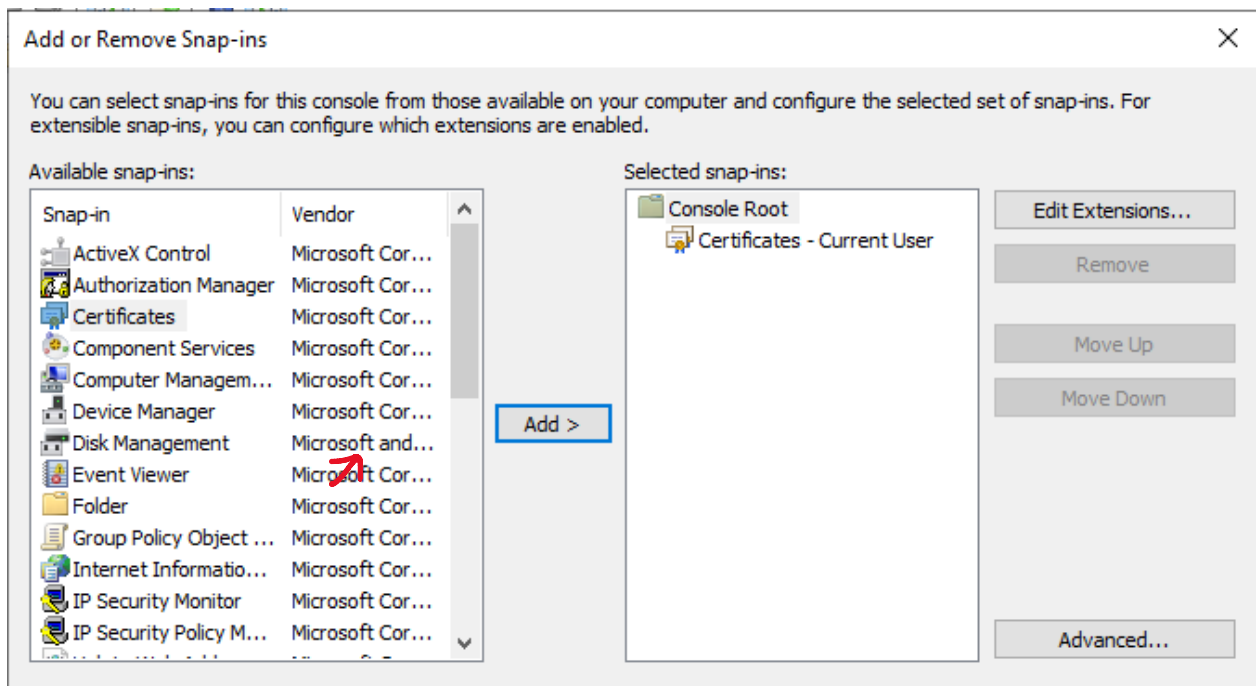 Add or Remove Snap-ins
You can select snap-ins for this console from those available on your computer and configure the selected set of snap-ins. For
extensible snap-ins, you can configure which extensions are enabled.
Available snap-ins:
Snap-in Vendor
ActiveX Control Microsoft Cor...
Authorization Manager Microsoft Cor...
Certificates Microsoft Cor...
Component Services Microsoft Cor...
Computer Managem... Microsoft Cor...
Device Manager Microsoft Cor...
Disk Management Microsoft and...
Event Viewer Microsoft Cor...
Folder Microsoft Cor...
Group Policy Object ... Microsoft Cor...
Internet Informatio... Microsoft Cor...
IP Security Monitor Microsoft Cor...
IP Security Policy M... Microsoft Cor...
Add >
Selected snap-ins:
Console Root
Certificates - Current User
Edit Extensions...
Remove
Move Up
Move Down
Advanced...